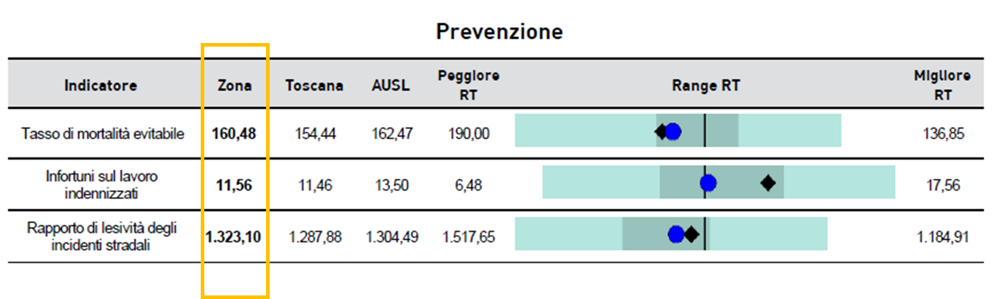 Prevenzione
Indicatore Zona Toscana AUSL Peggiore RT Range RT Migliore RT
Tasso di mortalità evitabile 160,48 154,44 162,47 190,00 136,85
Infortuni sul lavoro
indennizzati 11,56 11,46 13,50 6,48 17,56
Rapporto di lesività degli
incidenti stradali 1.323,10 1.287,88 1.304,49 1.517,65 1.184,91